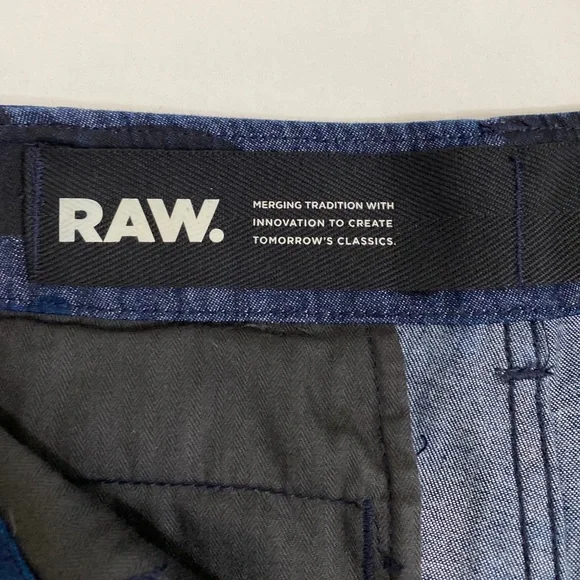 RAW.
MERGING TRADITION WITH
INNOVATION TO CREATE
TOMORROW'S CLASSICS.